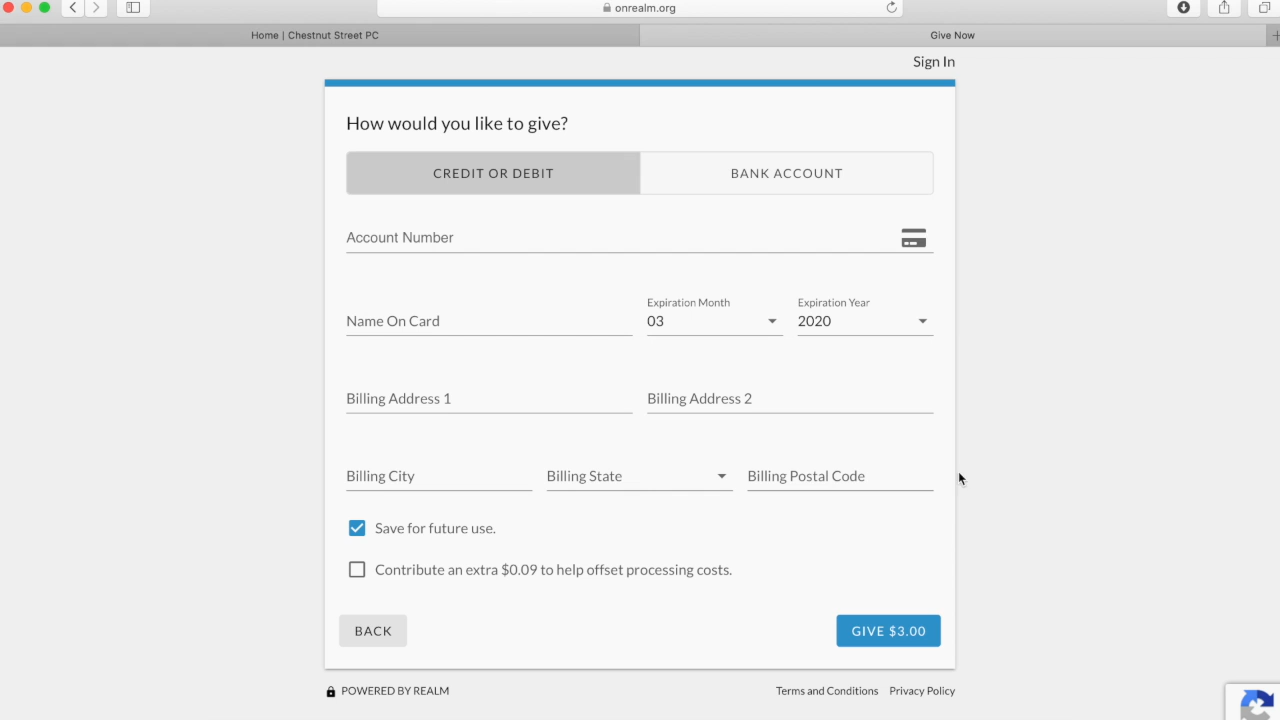 onrealm.org
Home | Chestnut Street PC
Give Now
Sign In
How would you like to give?
CREDIT OR DEBIT
BANK ACCOUNT
Account Number
Expiration Month
Expiration Year
Name On Card
03
2020
Billing Address 1
Billing Address 2
Billing City
Billing State
Billing Postal Code
Save for future use.
Contribute an extra $0.09 to help offset processing costs.
BACK
GIVE $3.00
POWERED BY REALM
Terms and Conditions
Privacy Policy